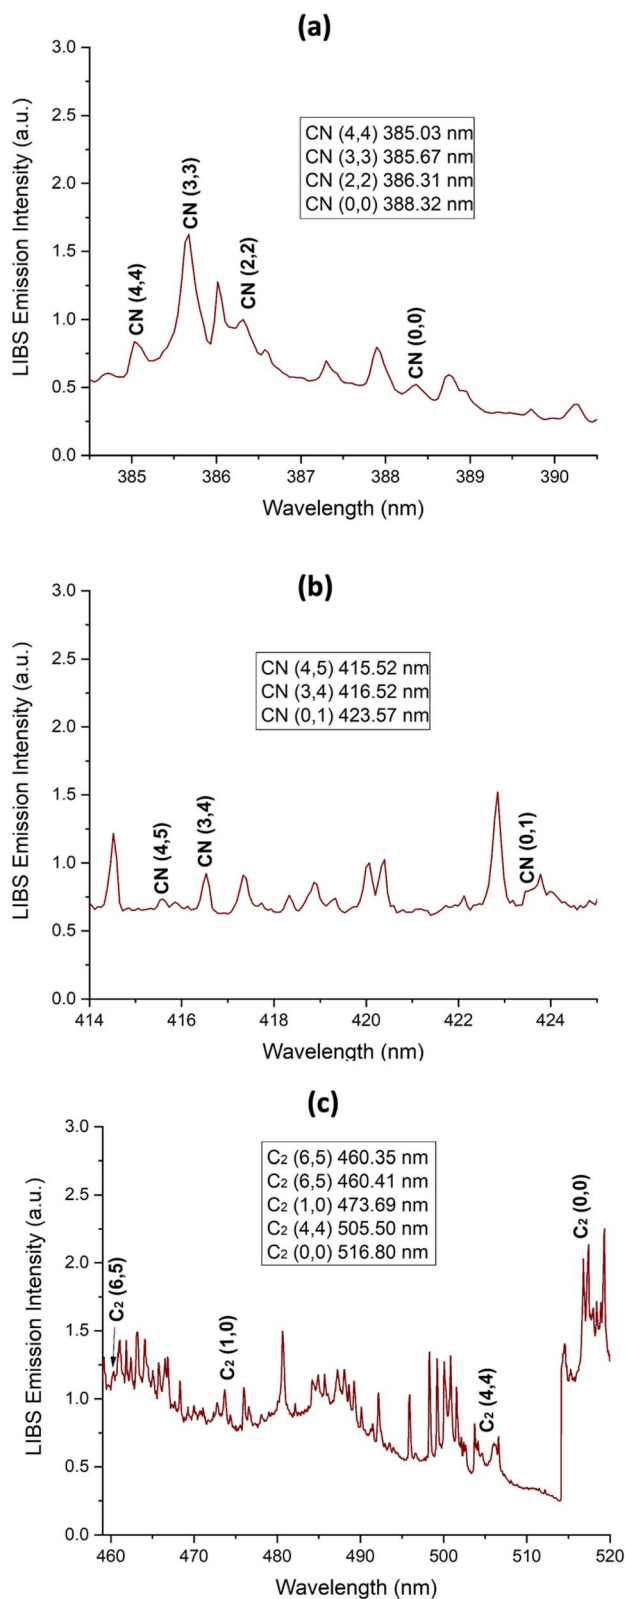 (a)
3.0
2.5
2.0
1.5
1.0
0.5
0.0
LIBS Emission Intensity (a.u.)
CN (4,4) 385.03 nm
CN (3,3) 385.67 nm
CN (2,2) 386.31 nm
CN (0,0) 388.32 nm
CN (4,4)
CN (3,3)
CN (2,2)
CN (0,0)
385 386 387 388 389 390
Wavelength (nm)
(b)
3.0
2.5
2.0
1.5
1.0
0.5
0.0
LIBS Emission Intensity (a.u.)
CN (4,5) 415.52 nm
CN (3,4) 416.52 nm
CN (0,1) 423.57 nm
CN (4,5)
CN (3,4)
CN (0,1)
414 416 418 420 422 424
Wavelength (nm)
(c)
3.0
2.5
2.0
1.5
1.0
0.5
0.0
LIBS Emission Intensity (a.u.)
C₂ (6,5) 460.35 nm
C₂ (6,5) 460.41 nm
C₂ (1,0) 473.69 nm
C₂ (4,4) 505.50 nm
C₂ (0,0) 516.80 nm
C₂ (6,5)
C₂ (1,0)
C₂ (4,4)
C₂ (0,0)
460 470 480 490 500 510 520
Wavelength (nm)